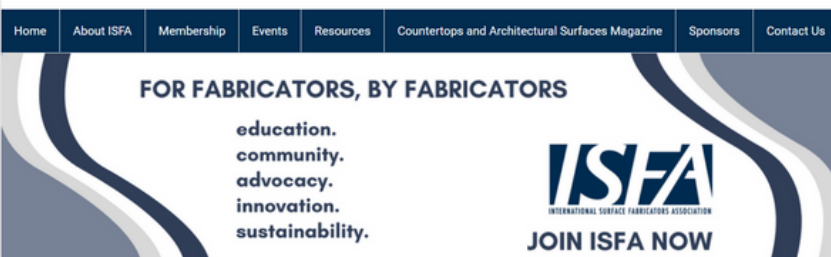 Home About ISFA Membership Events Resources Countertops and Architectural Surfaces Magazine Sponsors Contact Us
FOR FABRICATORS, BY FABRICATORS
education.
community.
advocacy.
innovation.
sustainability.
ISFA
INTERNATIONAL SURFACE FABRICATORS ASSOCIATION
JOIN ISFA NOW